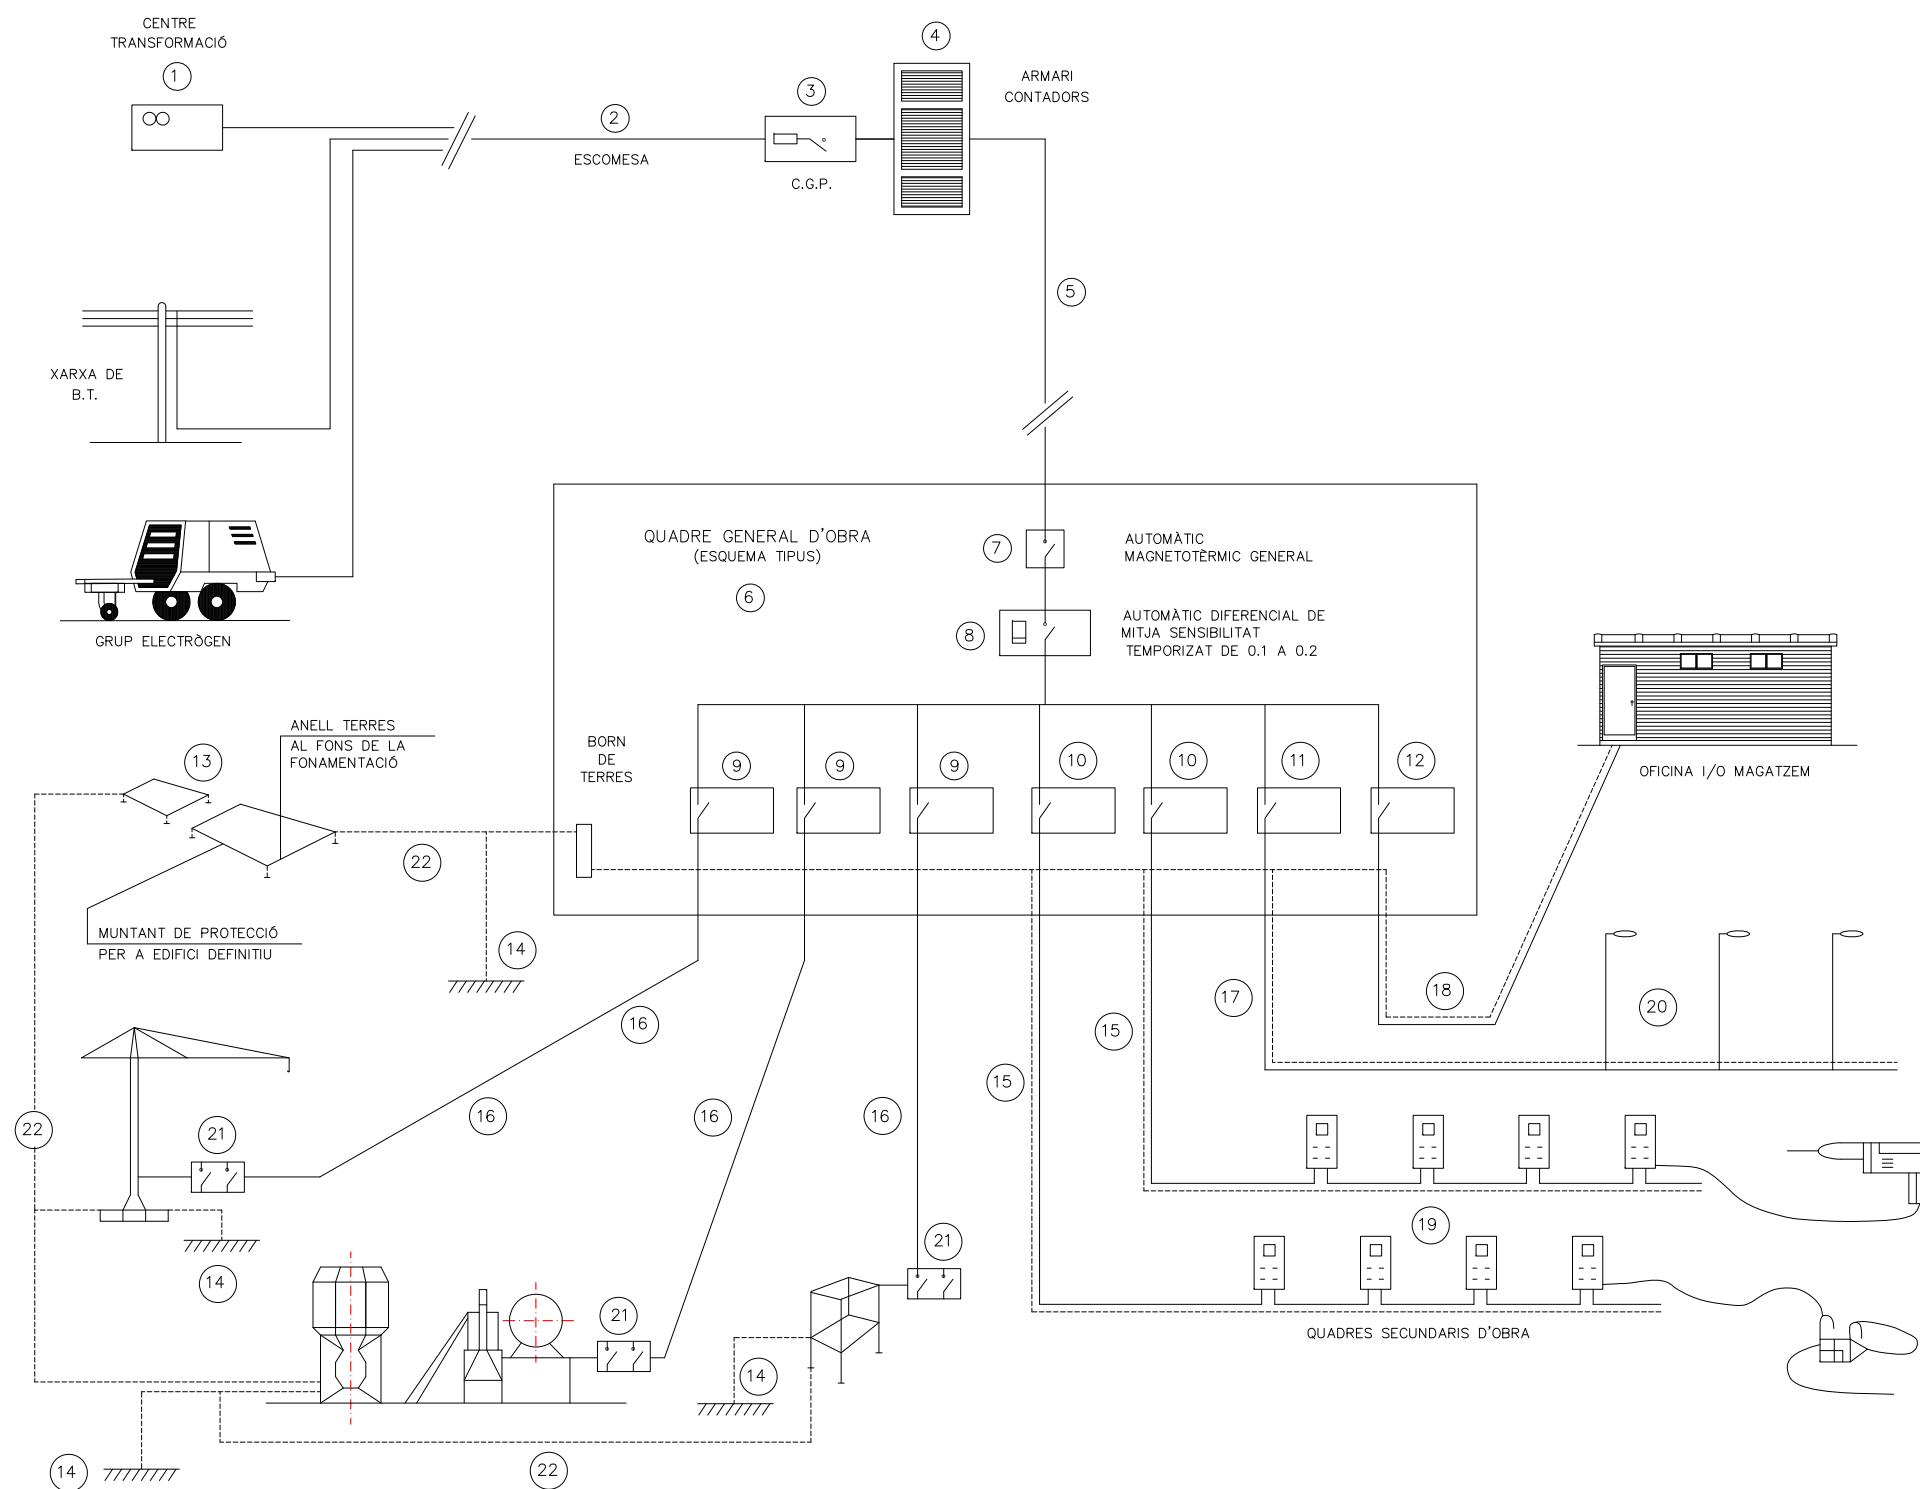 CENTRE
TRANSFORMACIÓ
1
2
ESCOMESA
3
C.G.P.
4
ARMARI
CONTADORS
5
XARXA DE
B.T.
GRUP ELECTRÒGEN
QUADRE GENERAL D'OBRA
(ESQUEMA TIPUS)
6
7
AUTOMÀTIC
MAGNETOTÈRMIC GENERAL
8
AUTOMÀTIC DIFERENCIAL DE
MITJA SENSIBILITAT
TEMPORIZAT DE 0.1 A 0.2
OFICINA I/O MAGATZEM
ANELL TERRES
AL FONS DE LA
FONAMENTACIÓ
13
BORN
DE
TERRES
9
9
9
10
10
11
12
22
MUNTANT DE PROTECCIÓ
PER A EDIFICI DEFINITIU
14
16
17
18
20
15
15
22
21
16
16
16
14
19
21
21
QUADRES SECUNDARIS D'OBRA
14
14
22